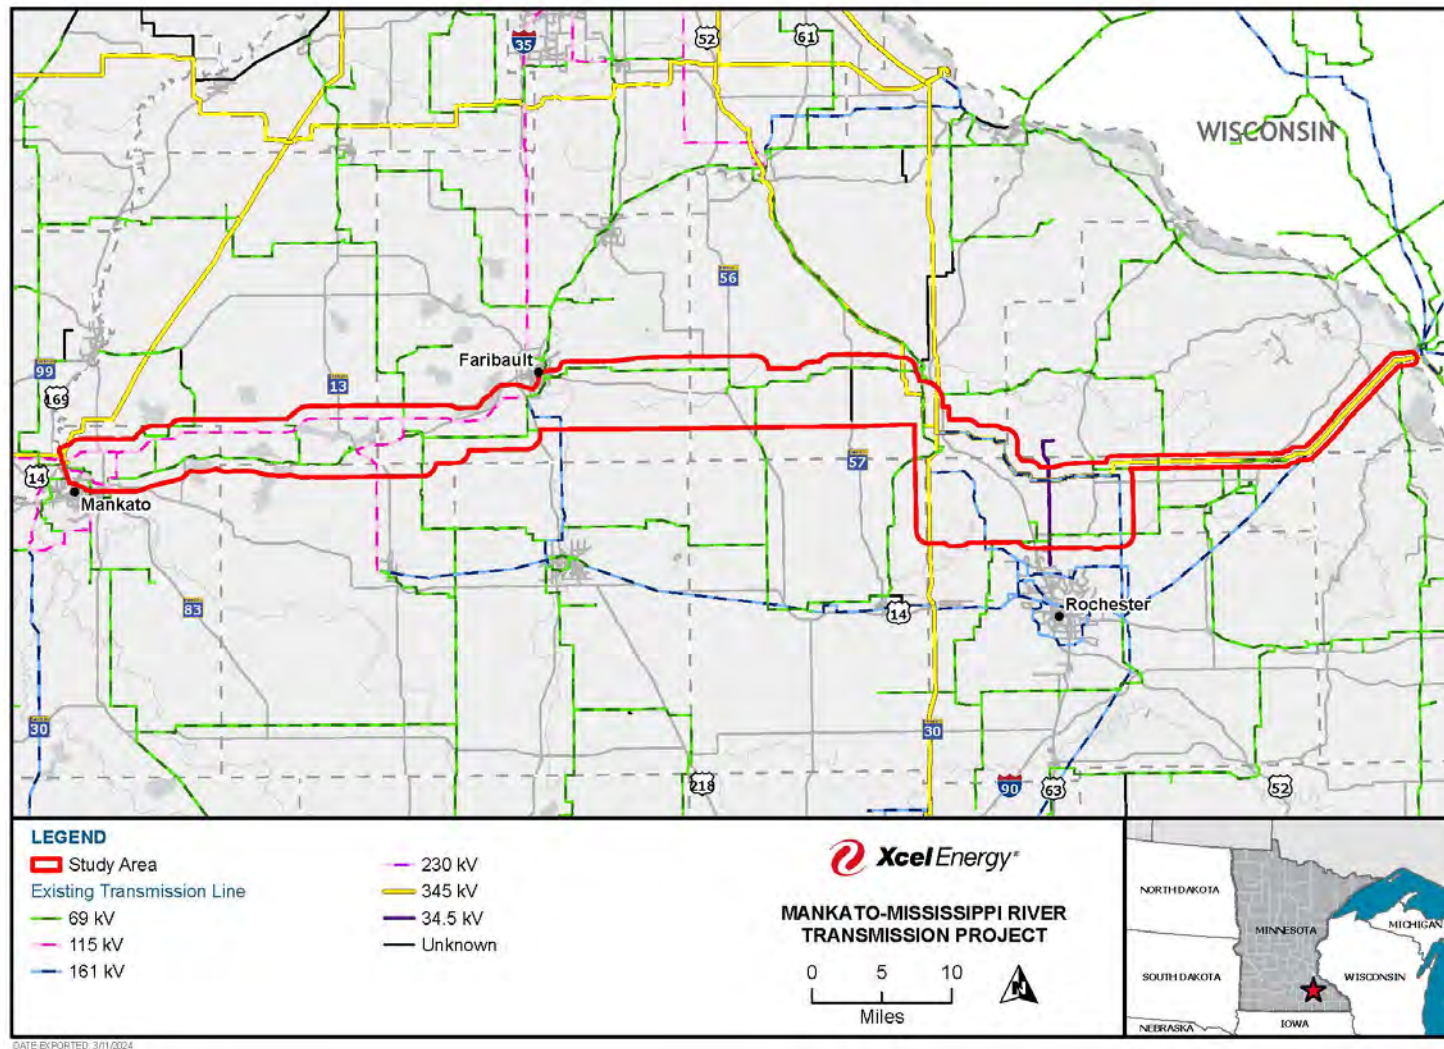 35
52
61
WISCONSIN
56
Faribault
99
13
169
57
14
Mankato
83
14
Rochester
30
30
218
90
63
52
LEGEND
Study Area
Existing Transmission Line
69 kV
115 kV
161 kV
230 kV
345 kV
34.5 kV
Unknown
Xcel Energy®
MANKATO-MISSISSIPPI RIVER
TRANSMISSION PROJECT
0 5 10
Miles
N
NORTH DAKOTA
MINNESOTA
MICHIGAN
SOUTH DAKOTA
WISCONSIN
NEBRASKA
IOWA
DATE EXPORTED: 3/11/2024